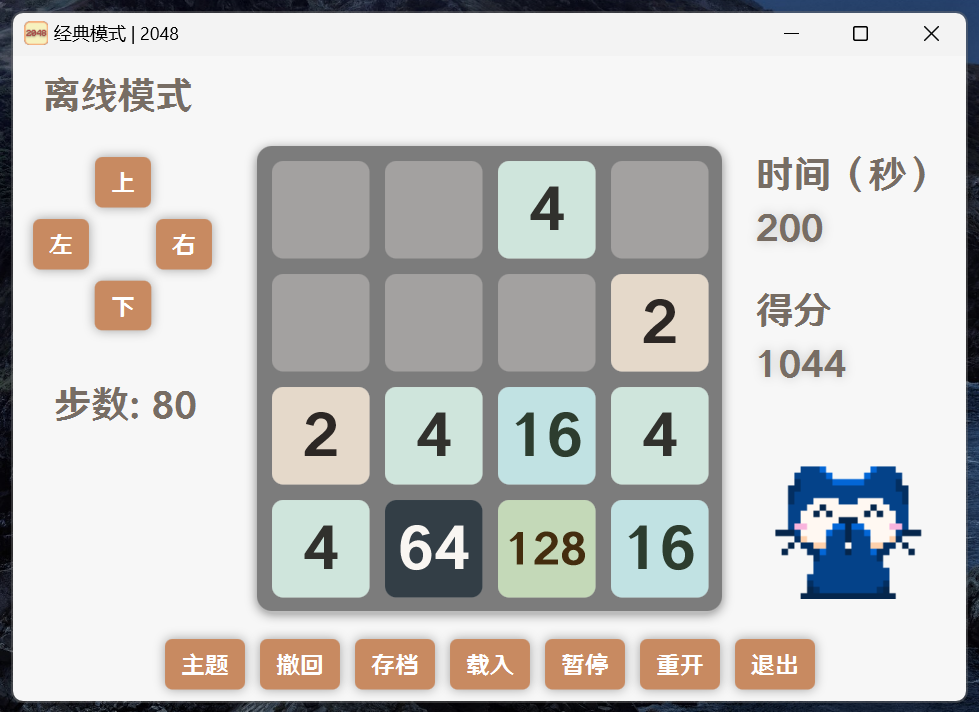 2048 经典模式 | 2048
离线模式
上
左 右
下
步数: 80
4
2
2 4 16 4
4 64 128 16
时间（秒）
200
得分
1044
主题 撤回 存档 载入 暂停 重开 退出